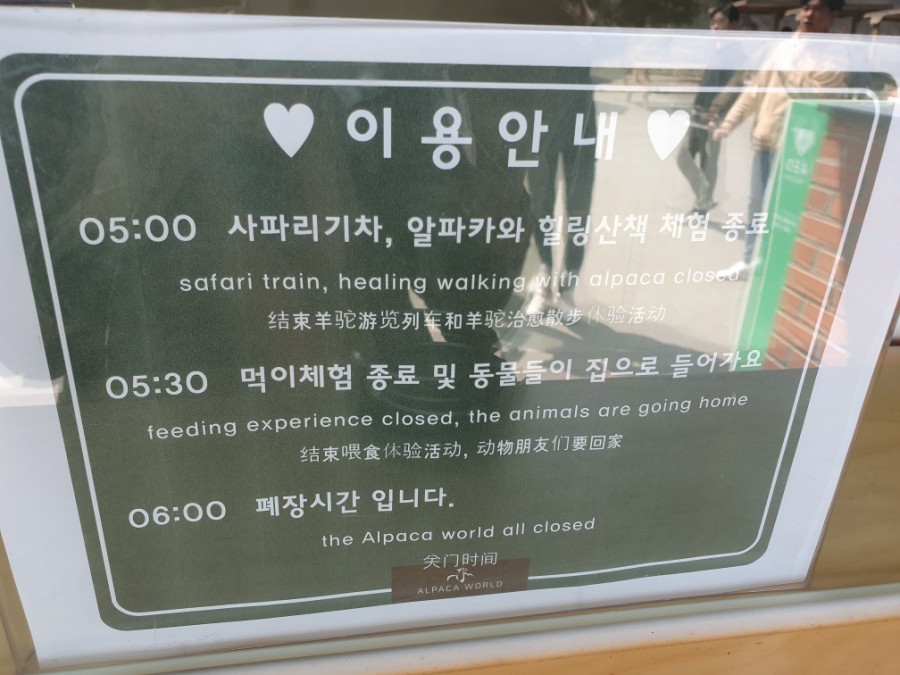 ♥ 이용안내 ♥
05:00 사파리기차, 알파카와 힐링산책 체험 종료
safari train, healing walking with alpaca closed
结束羊驼游览列车和羊驼治愈散步体验活动
05:30 먹이체험 종료 및 동물들이 집으로 들어가요
feeding experience closed, the animals are going home
结束喂食体验活动, 动物朋友们要回家
06:00 폐장시간 입니다.
the Alpaca world all closed
关门时间
ALPACA WORLD